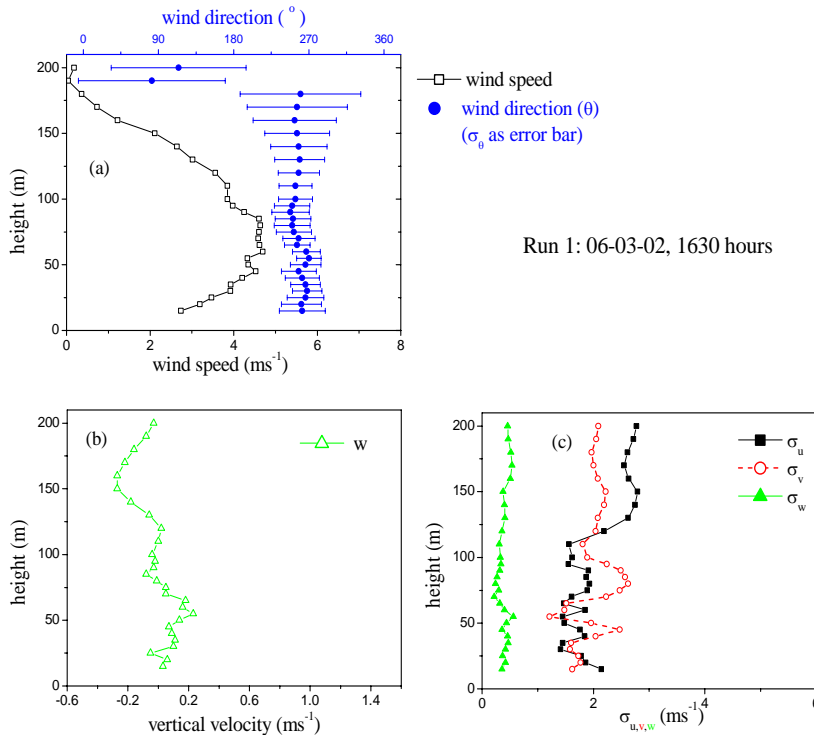 wind direction (°)
0 90 180 270 360
200
150
100
50
0
height (m)
(a)
0 2 4 6 8
wind speed (ms-1)
wind speed
wind direction (θ)
(σθ as error bar)
Run 1: 06-03-02, 1630 hours
200
150
100
50
0
height (m)
(b)
w
-0.6 -0.2 0.2 0.6 1.0 1.4
vertical velocity (ms-1)
200
150
100
50
0
height (m)
(c)
σu
σv
σw
0 2 4 6
σu,v,w (ms-1)